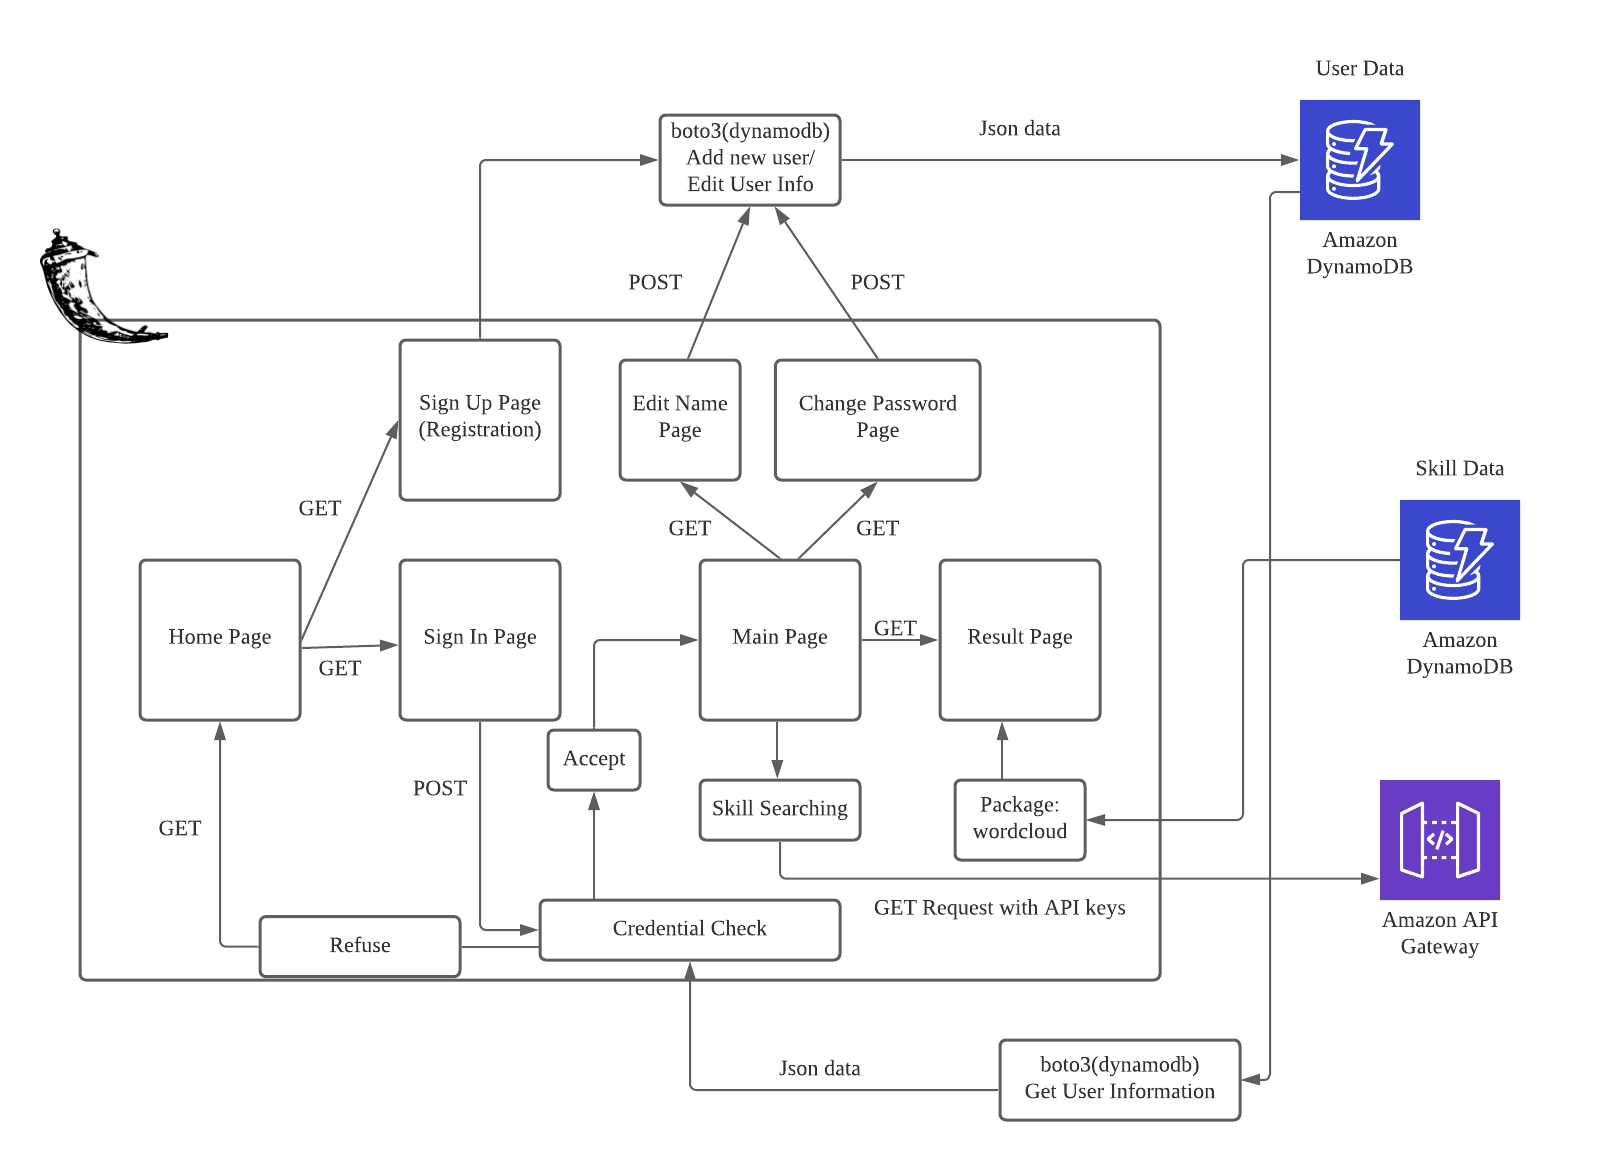 User Data
boto3(dynamodb)
Add new user/
Edit User Info
Json data
Amazon
DynamoDB
POST
POST
Sign Up Page
(Registration)
Edit Name
Page
Change Password
Page
Skill Data
GET
GET
GET
Home Page
Sign In Page
Main Page
GET
Result Page
GET
Amazon
DynamoDB
Accept
POST
Skill Searching
Package:
wordcloud
GET
GET Request with API keys
Amazon API
Gateway
Credential Check
Refuse
Json data
boto3(dynamodb)
Get User Information